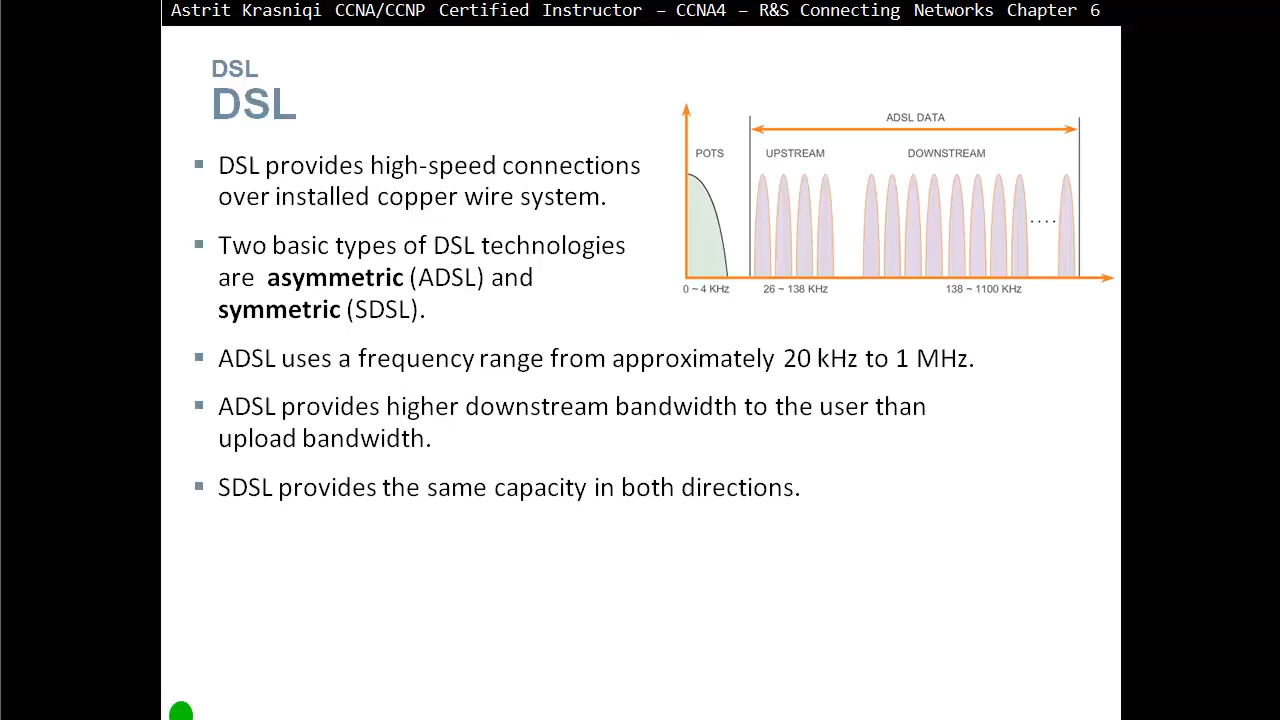 Astrit Krasniqi CCNA/CCNP Certified Instructor – CCNA4 – R&S Connecting Networks Chapter 6
DSL
DSL
▪ DSL provides high-speed connections
over installed copper wire system.
▪ Two basic types of DSL technologies
are asymmetric (ADSL) and
symmetric (SDSL).
▪ ADSL uses a frequency range from approximately 20 kHz to 1 MHz.
▪ ADSL provides higher downstream bandwidth to the user than
upload bandwidth.
▪ SDSL provides the same capacity in both directions.
ADSL DATA
POTS UPSTREAM DOWNSTREAM
....
0 ~ 4 KHz 26 ~ 138 KHz 138 ~ 1100 KHz